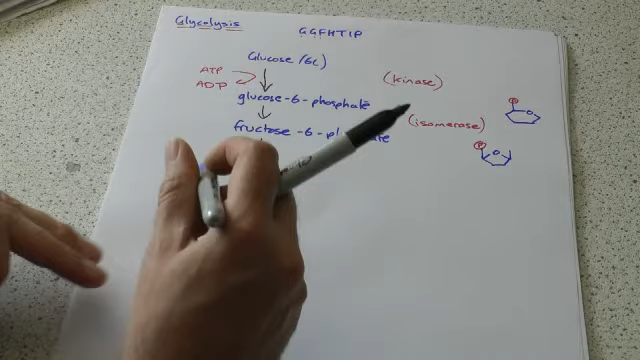 Glycolysis
GGFHTIP
Glucose (6C)
ATP
ADP
(kinase)
glucose-6-phosphate
P
(isomerase)
O
fructose-6-
P
O